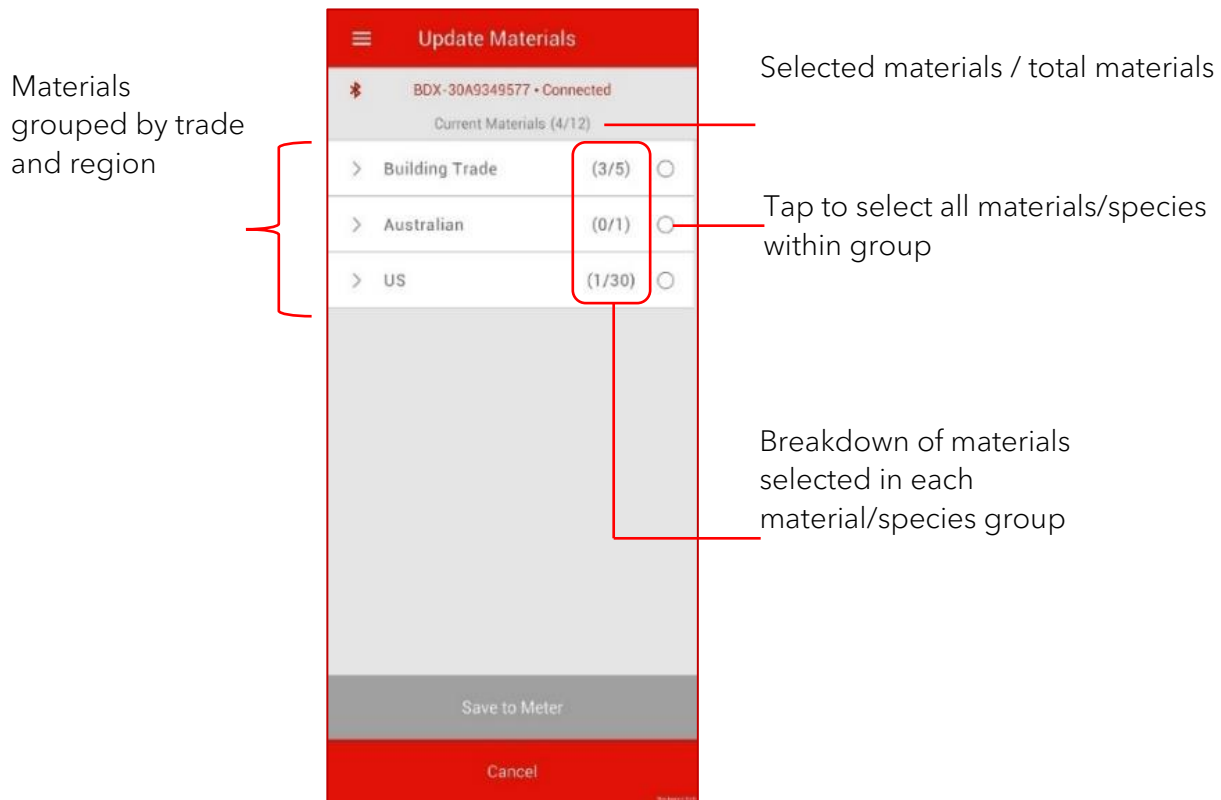 Update Materials
BDX-30A9349577 • Connected
Current Materials (4/12)
Selected materials / total materials
Materials
grouped by trade
and region
Building Trade (3/5)
Australian (0/1)
US (1/30)
Tap to select all materials/species
within group
Breakdown of materials
selected in each
material/species group
Save to Meter
Cancel